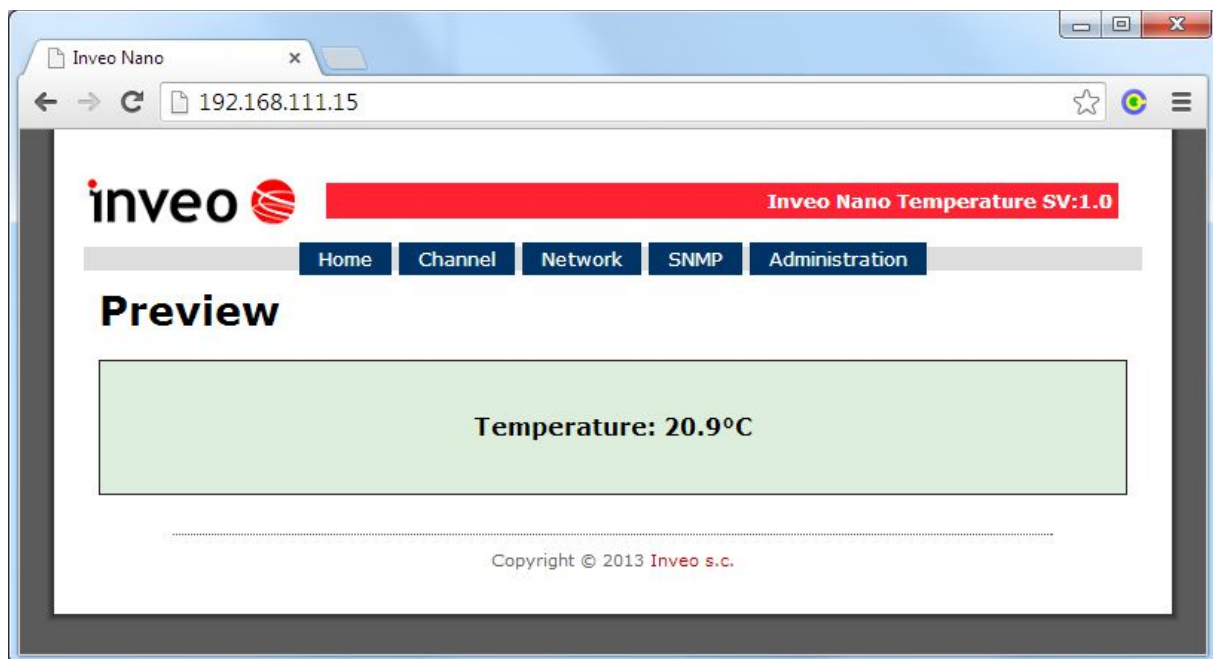 Inveo Nano
192.168.111.15
inveo
Inveo Nano Temperature SV:1.0
Home Channel Network SNMP Administration
Preview
Temperature: 20.9°C
Copyright © 2013 Inveo s.c.